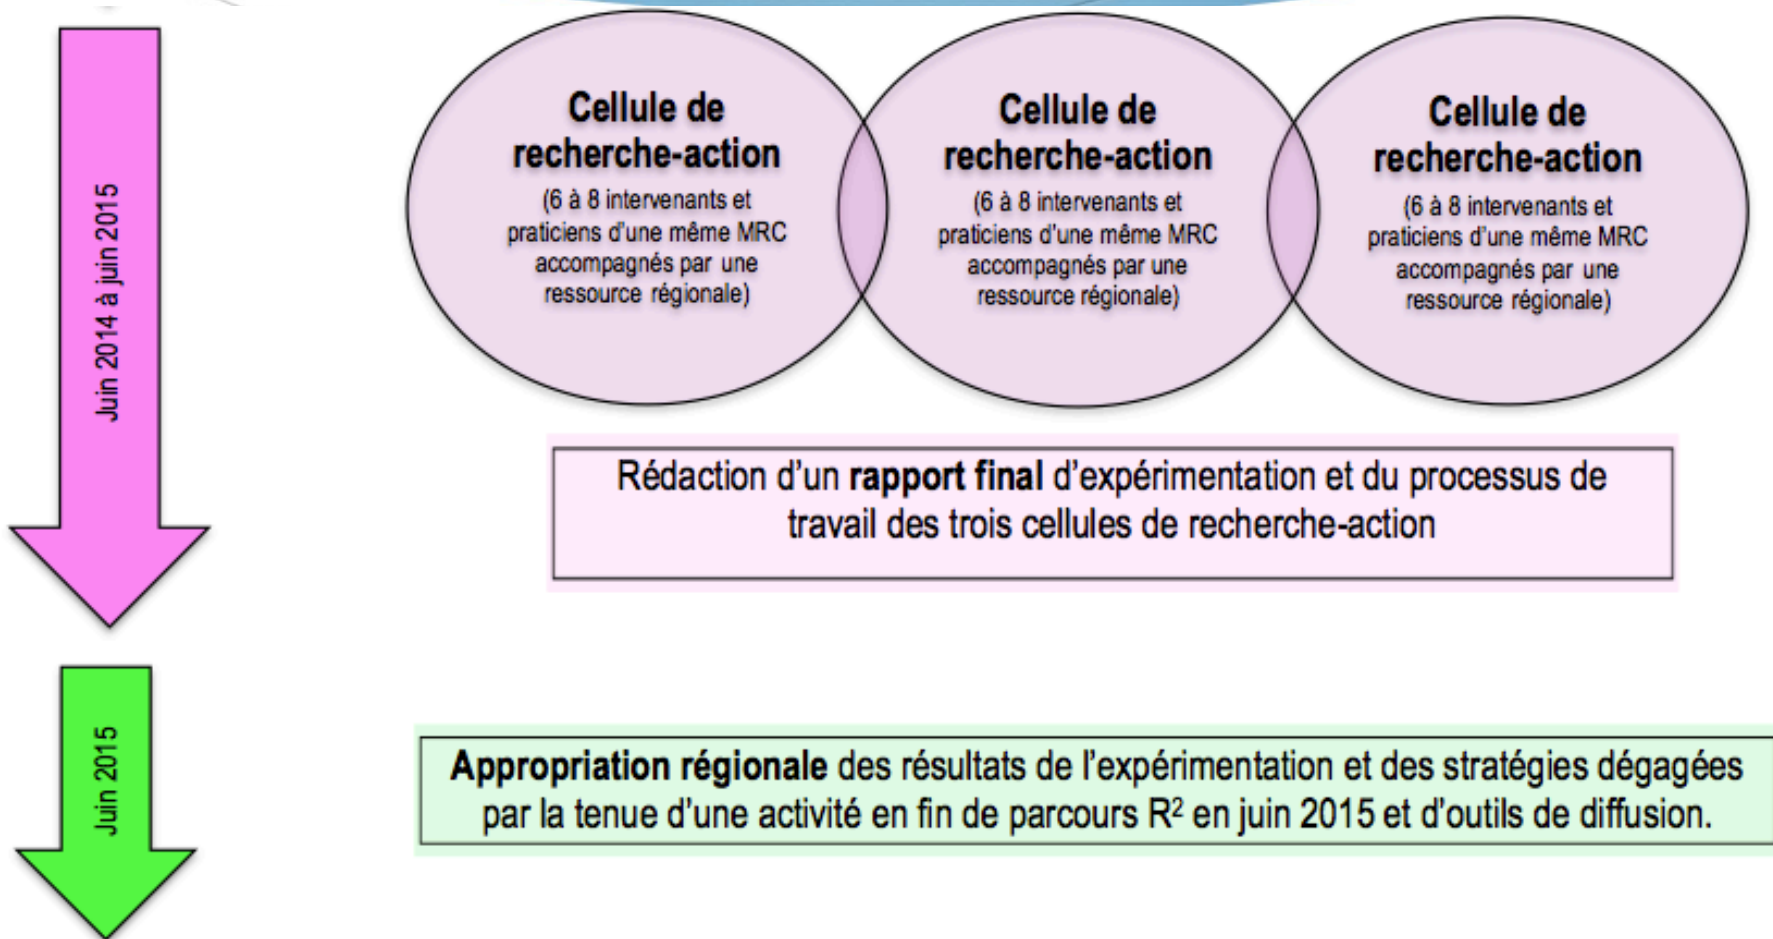 Juin 2014 à juin 2015
Cellule de
recherche-action
(6 à 8 intervenants et
praticiens d'une même MRC
accompagnés par une
ressource régionale)
Cellule de
recherche-action
(6 à 8 intervenants et
praticiens d'une même MRC
accompagnés par une
ressource régionale)
Cellule de
recherche-action
(6 à 8 intervenants et
praticiens d'une même MRC
accompagnés par une
ressource régionale)
Rédaction d'un rapport final d'expérimentation et du processus de
travail des trois cellules de recherche-action
Juin 2015
Appropriation régionale des résultats de l'expérimentation et des stratégies dégagées
par la tenue d'une activité en fin de parcours R² en juin 2015 et d'outils de diffusion.